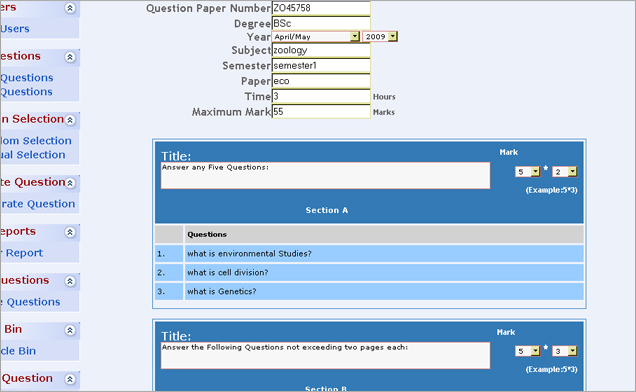 ers
Users
estions
Questions
Questions
n Selection
lom Selection
ual Selection
te Question
rate Question
eports
r Report
uestions
e Questions
Bin
cle Bin
Question
Question Paper Number ZO45758
Degree BSc
Year April/May 2009
Subject zoology
Semester semester1
Paper eco
Time 3 Hours
Maximum Mark 55 Marks
Title: Mark
Answer any Five Questions: 5 * 2
(Example:5*3)
Section A
Questions
1. what is environmental Studies?
2. what is cell division?
3. what is Genetics?
Title: Mark
Answer the Following Questions not exceeding two pages each: 5 * 3
(Example:5*3)
Section B